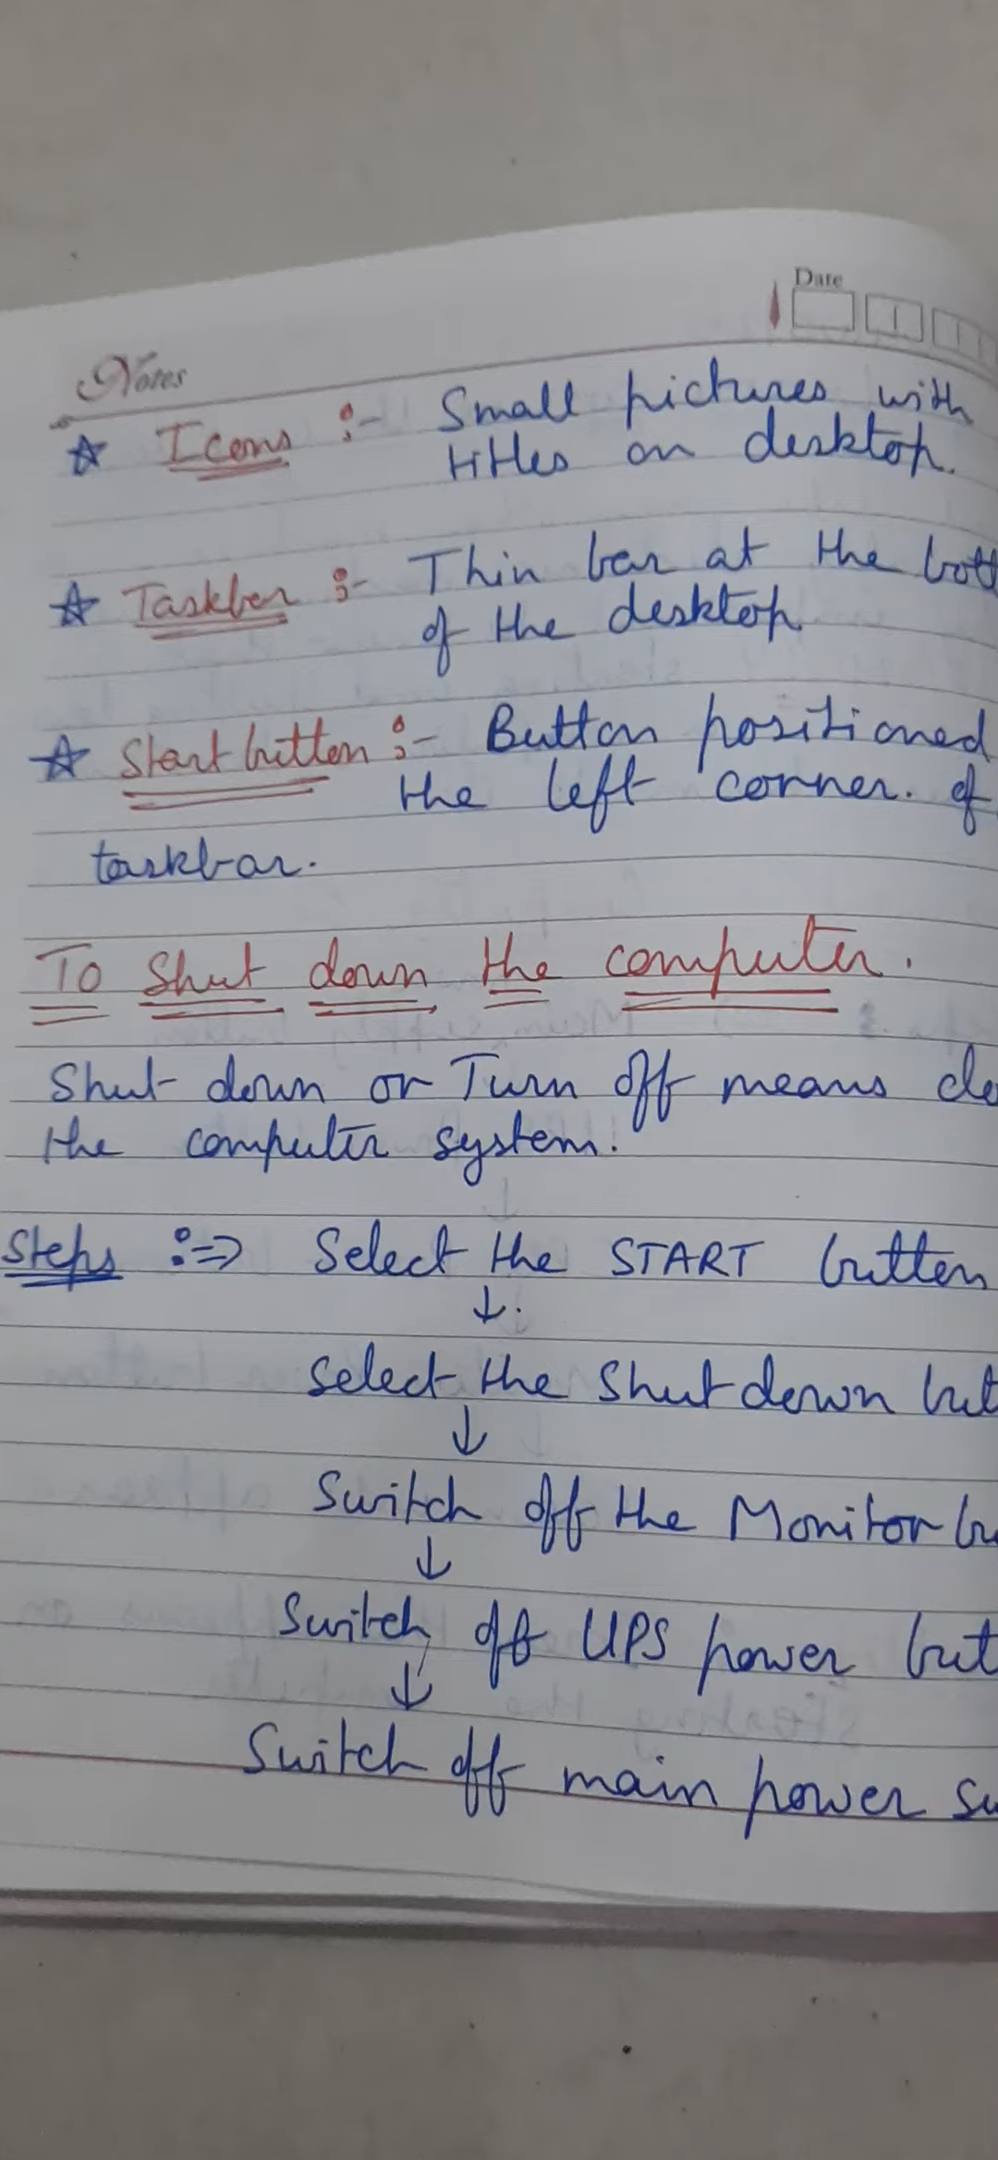 Date
Notes
☆ Icons :- Small pictures with
titles on desktop.
☆ Taskbar :- Thin bar at the bott
of the desktop
☆ Start button :- Button positioned
the left corner. of
taskbar.
To Shut down the computer.
Shut down or Turn off means clo
the computer system.
Steps :⇒ Select the START button
↓.
Select the Shut down but
↓
Switch off the Monitor bu
↓
Switch off UPS power but
↓
Switch off main power sw